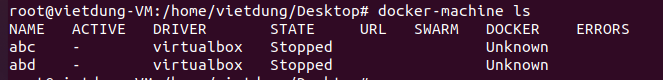 root@vietdung-VM:/home/vietdung/Desktop# docker-machine ls
NAME   ACTIVE   DRIVER       STATE     URL   SWARM   DOCKER    ERRORS
abc    -        virtualbox   Stopped                 Unknown
abd    -        virtualbox   Stopped                 Unknown